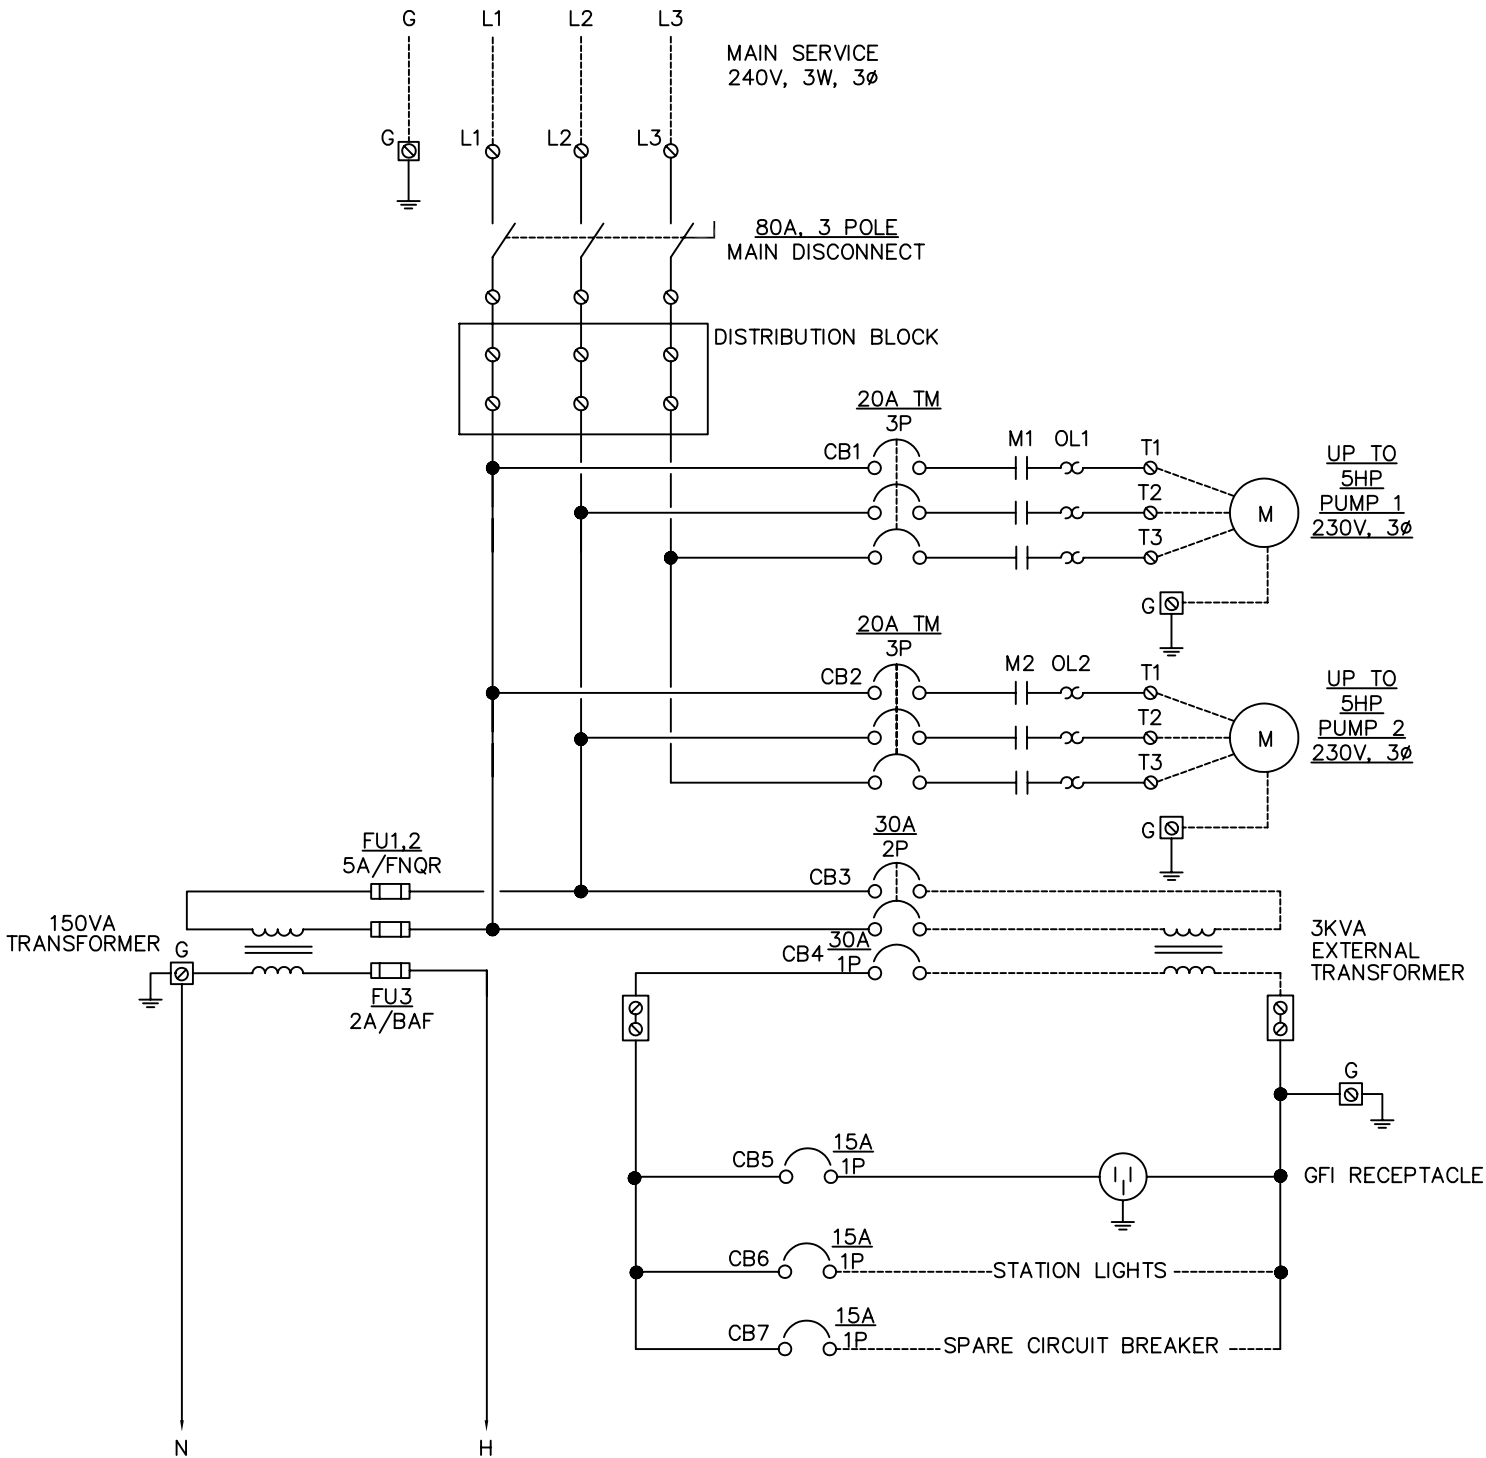 G L1 L2 L3
MAIN SERVICE
240V, 3W, 3ø
G L1 L2 L3
80A, 3 POLE
MAIN DISCONNECT
DISTRIBUTION BLOCK
20A TM
3P
CB1 M1 OL1 T1
T2
T3
M
UP TO
5HP
PUMP 1
230V, 3ø
G
20A TM
3P
CB2 M2 OL2 T1
T2
T3
M
UP TO
5HP
PUMP 2
230V, 3ø
G
FU1,2
5A/FNQR
30A
2P
CB3
150VA
TRANSFORMER
G
FU3
2A/BAF
CB4 30A
1P
3KVA
EXTERNAL
TRANSFORMER
G
CB5 15A
1P
GFI RECEPTACLE
CB6 15A
1P
STATION LIGHTS
CB7 15A
1P
SPARE CIRCUIT BREAKER
N H